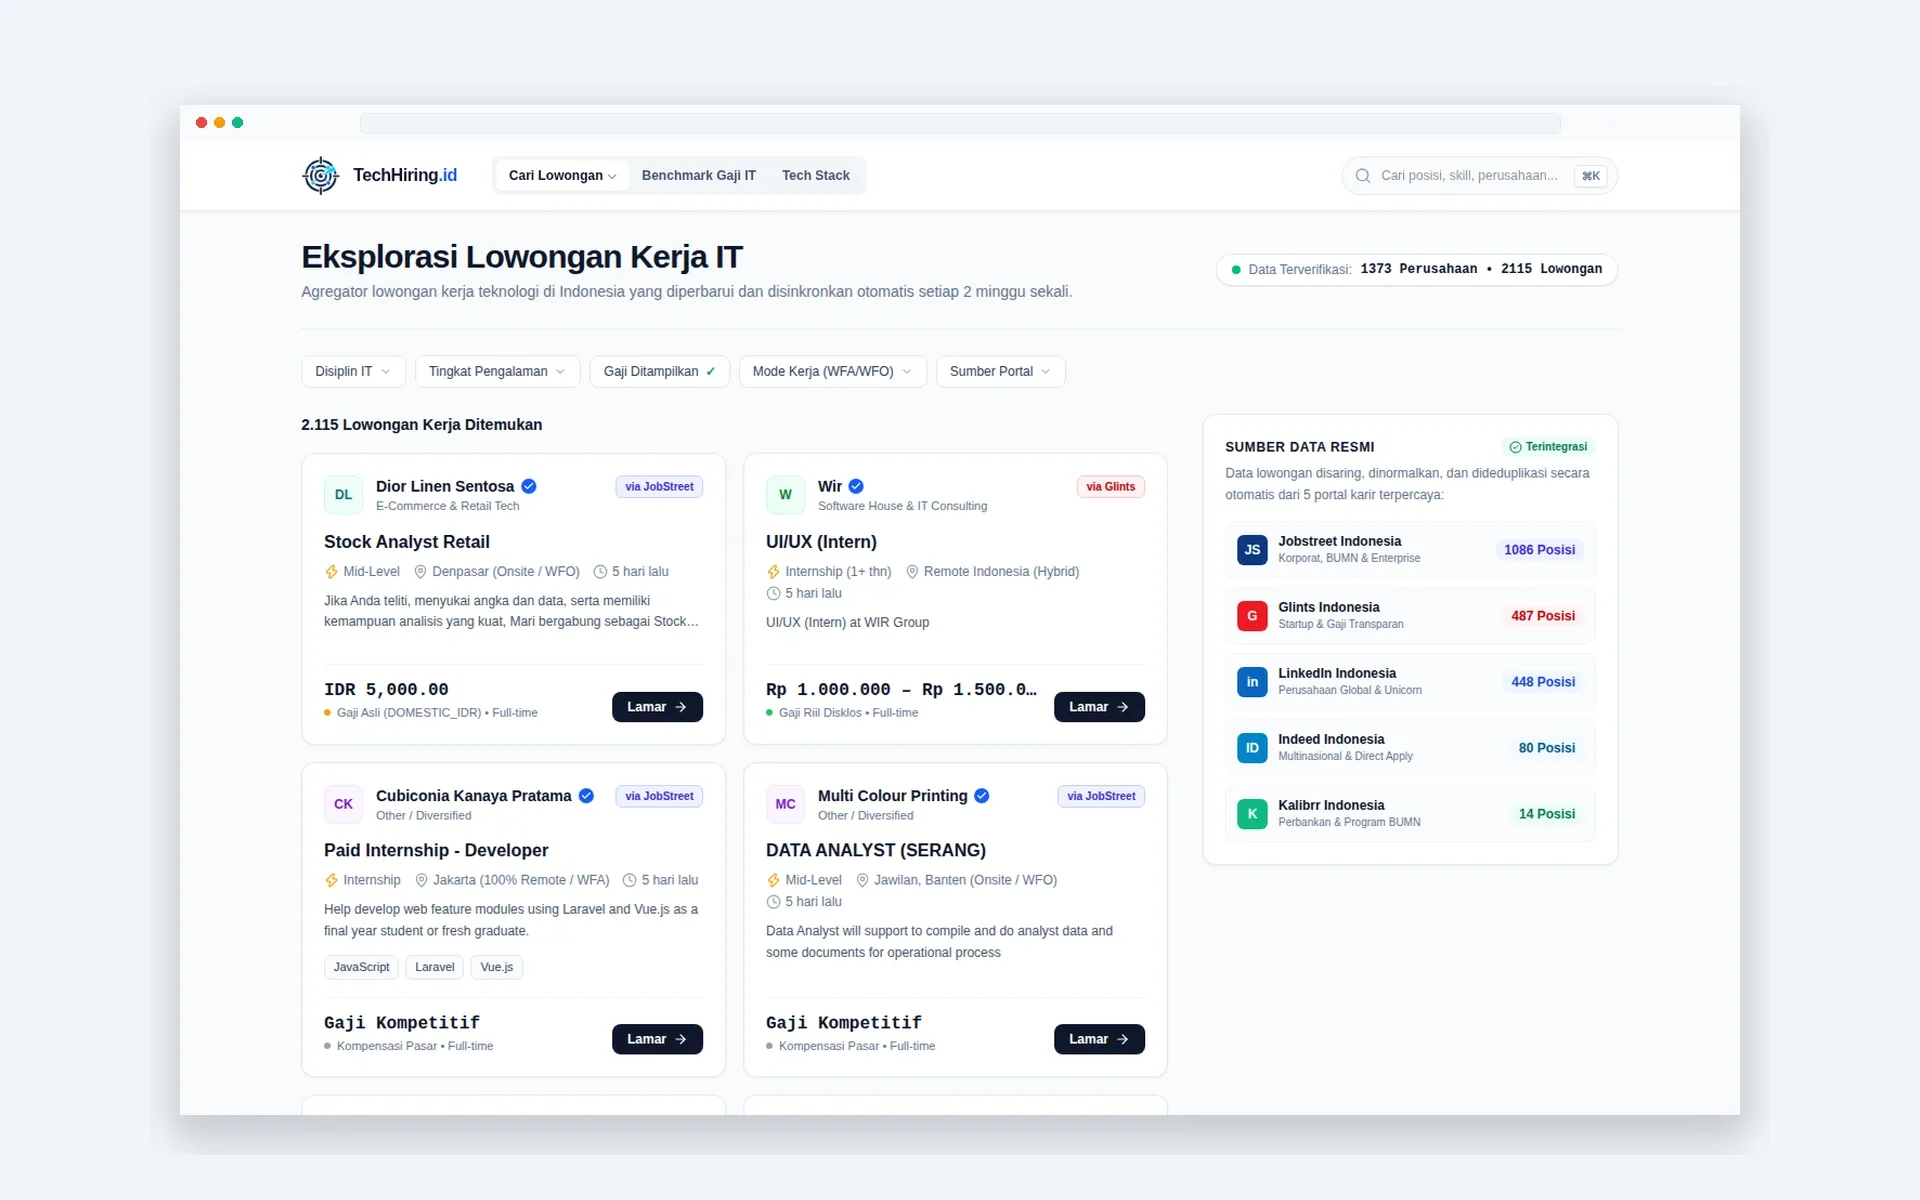 TechHiring.id
Cari Lowongan
Benchmark Gaji IT
Tech Stack
Cari posisi, skill, perusahaan...
⌘K
Eksplorasi Lowongan Kerja IT
Agregator lowongan kerja teknologi di Indonesia yang diperbarui dan disinkronkan otomatis setiap 2 minggu sekali.
Data Terverifikasi: 1373 Perusahaan • 2115 Lowongan
Disiplin IT
Tingkat Pengalaman
Gaji Ditampilkan ✓
Mode Kerja (WFA/WFO)
Sumber Portal
2.115 Lowongan Kerja Ditemukan
DL
Dior Linen Sentosa
E-Commerce & Retail Tech
via JobStreet
Stock Analyst Retail
Mid-Level
Denpasar (Onsite / WFO)
5 hari lalu
Jika Anda teliti, menyukai angka dan data, serta memiliki
kemampuan analisis yang kuat, Mari bergabung sebagai Stock…
IDR 5,000.00
Gaji Asli (DOMESTIC_IDR) • Full-time
Lamar
W
Wir
Software House & IT Consulting
via Glints
UI/UX (Intern)
Internship (1+ thn)
Remote Indonesia (Hybrid)
5 hari lalu
UI/UX (Intern) at WIR Group
Rp 1.000.000 – Rp 1.500.0…
Gaji Riil Disklos • Full-time
Lamar
CK
Cubiconia Kanaya Pratama
Other / Diversified
via JobStreet
Paid Internship - Developer
Internship
Jakarta (100% Remote / WFA)
5 hari lalu
Help develop web feature modules using Laravel and Vue.js as a
final year student or fresh graduate.
JavaScript
Laravel
Vue.js
Gaji Kompetitif
Kompensasi Pasar • Full-time
Lamar
MC
Multi Colour Printing
Other / Diversified
via JobStreet
DATA ANALYST (SERANG)
Mid-Level
Jawilan, Banten (Onsite / WFO)
5 hari lalu
Data Analyst will support to compile and do analyst data and
some documents for operational process
Gaji Kompetitif
Kompensasi Pasar • Full-time
Lamar
SUMBER DATA RESMI
Terintegrasi
Data lowongan disaring, dinormalkan, dan dideduplikasi secara
otomatis dari 5 portal karir terpercaya:
JS
Jobstreet Indonesia
Korporat, BUMN & Enterprise
1086 Posisi
G
Glints Indonesia
Startup & Gaji Transparan
487 Posisi
in
LinkedIn Indonesia
Perusahaan Global & Unicorn
448 Posisi
ID
Indeed Indonesia
Multinasional & Direct Apply
80 Posisi
K
Kalibrr Indonesia
Perbankan & Program BUMN
14 Posisi